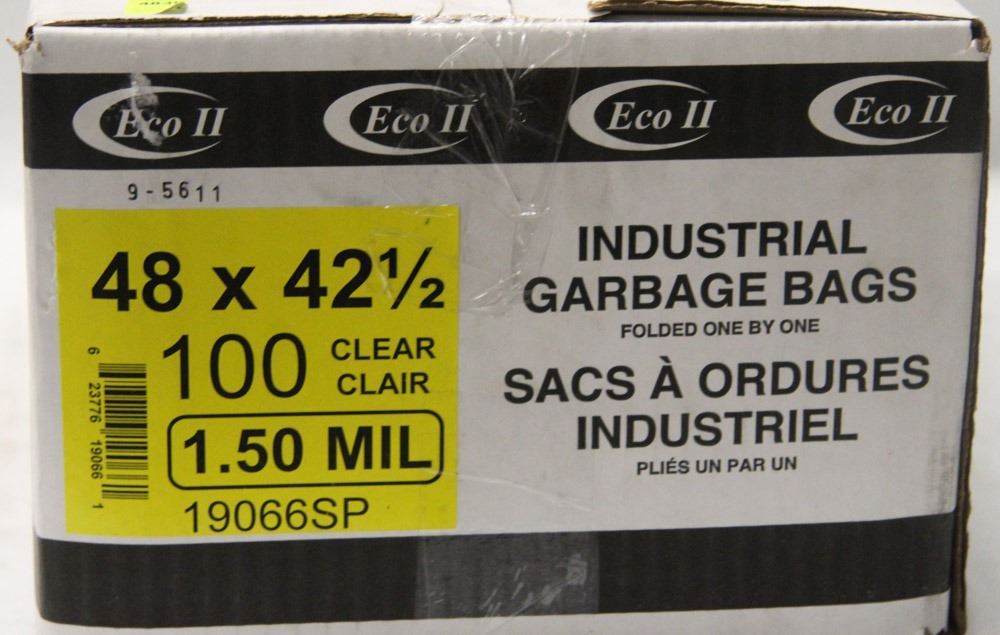 Eco II Eco II Eco II Eco II
9-5611
48 x 42½
100 CLEAR
CLAIR
1.50 MIL
19066SP
6 23776 19066 1
INDUSTRIAL
GARBAGE BAGS
FOLDED ONE BY ONE
SACS À ORDURES
INDUSTRIEL
PLIÉS UN PAR UN